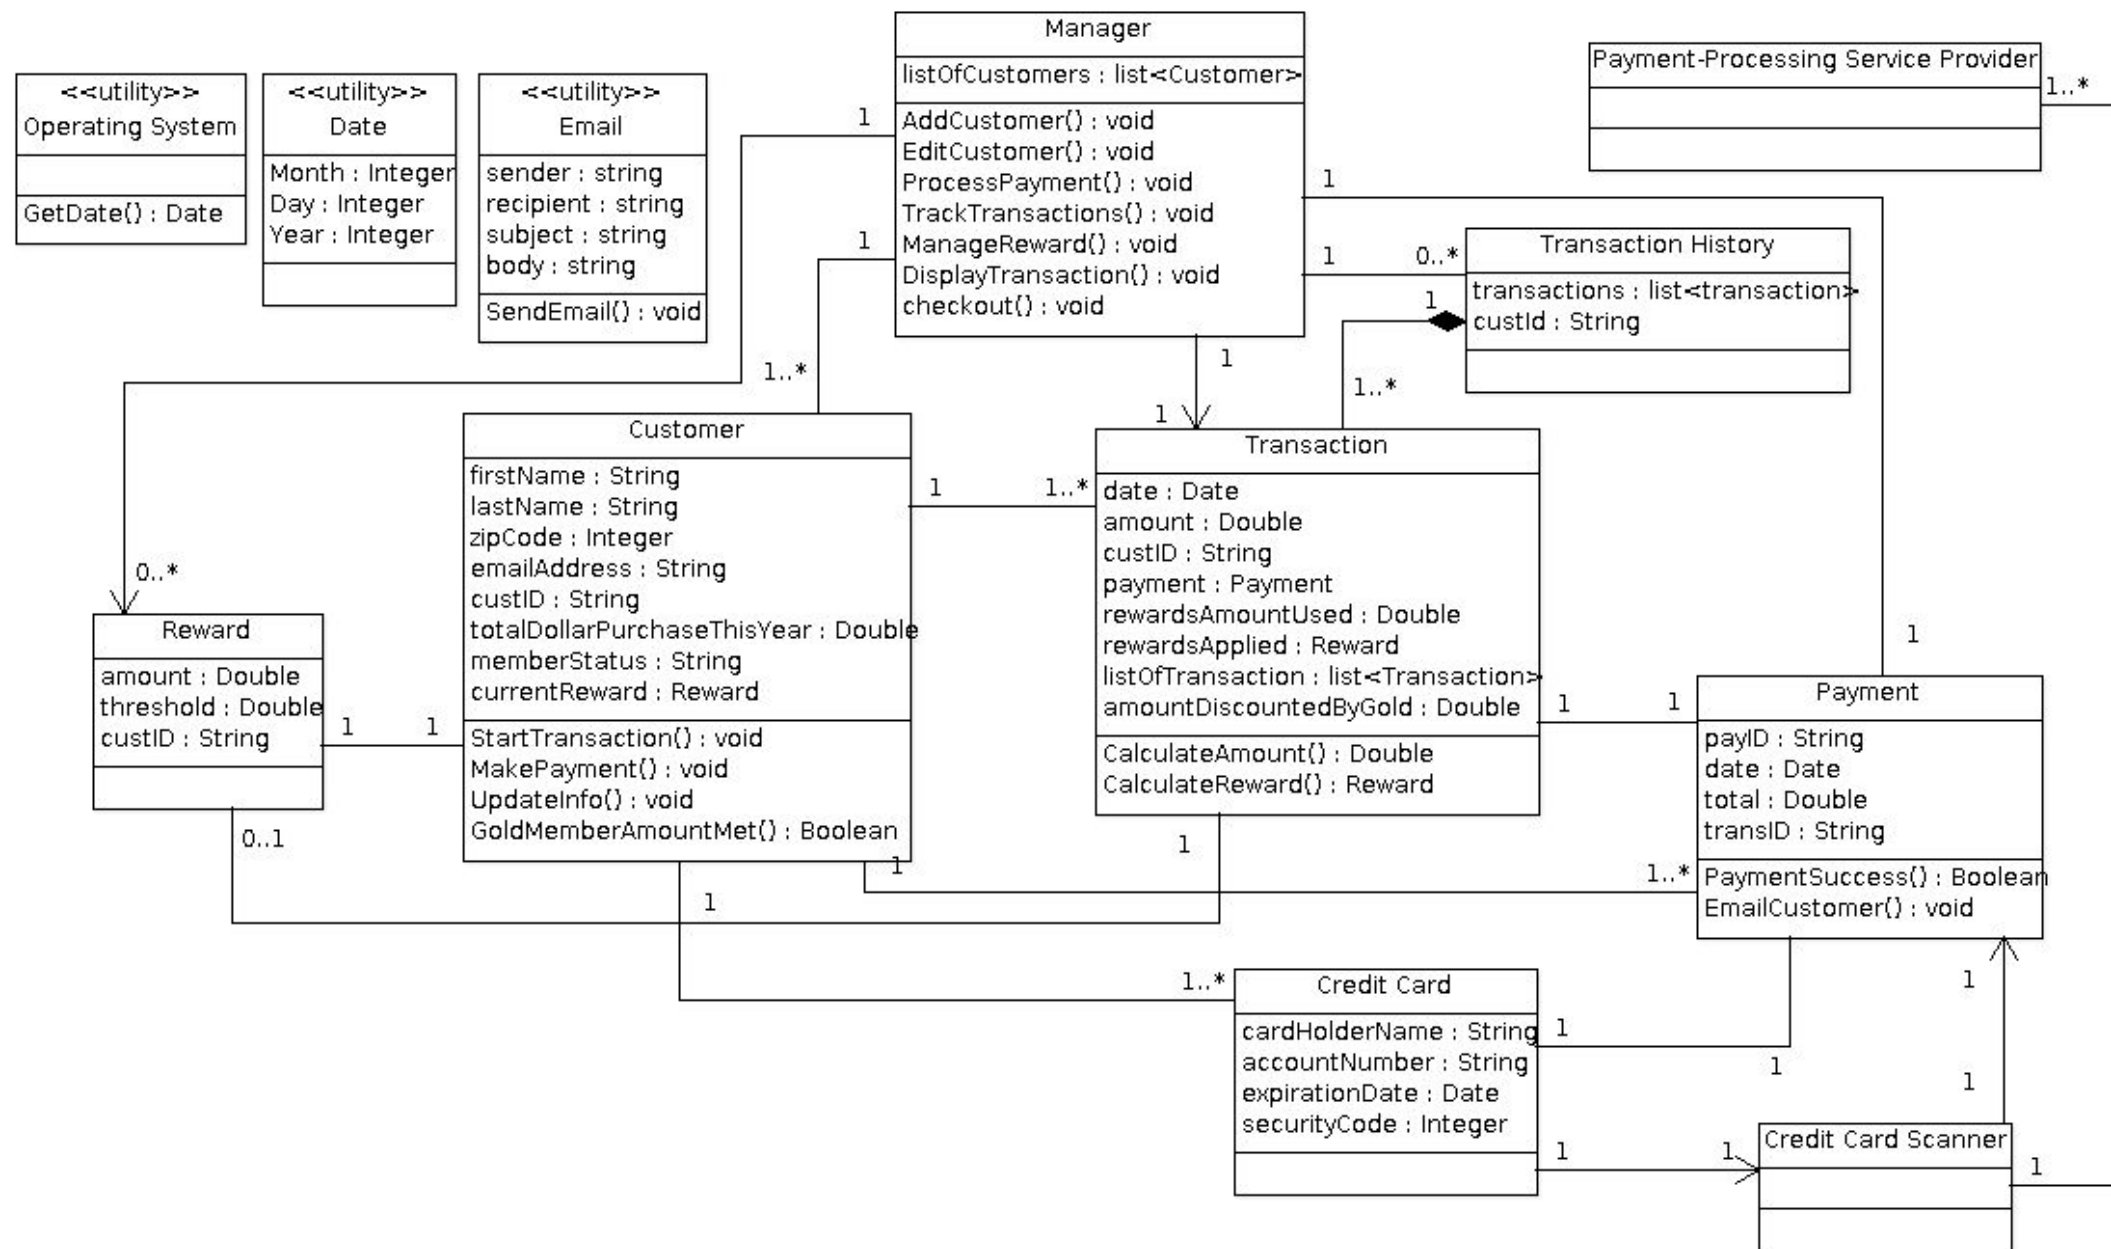 Manager
listOfCustomers : list<Customer>
AddCustomer() : void
EditCustomer() : void
ProcessPayment() : void
TrackTransactions() : void
ManageReward() : void
DisplayTransaction() : void
checkout() : void
Payment-Processing Service Provider
1..*
<<utility>>
Operating System
GetDate() : Date
<<utility>>
Date
Month : Integer
Day : Integer
Year : Integer
<<utility>>
Email
sender : string
recipient : string
subject : string
body : string
SendEmail() : void
1
1
1
1
0..*
Transaction History
transactions : list<transaction>
custId : String
1
1..*
1..*
1
1
0..*
Customer
firstName : String
lastName : String
zipCode : Integer
emailAddress : String
custID : String
totalDollarPurchaseThisYear : Double
memberStatus : String
currentReward : Reward
StartTransaction() : void
MakePayment() : void
UpdateInfo() : void
GoldMemberAmountMet() : Boolean
1
1..*
Transaction
date : Date
amount : Double
custID : String
payment : Payment
rewardsAmountUsed : Double
rewardsApplied : Reward
listOfTransaction : list<Transaction>
amountDiscountedByGold : Double
CalculateAmount() : Double
CalculateReward() : Reward
Reward
amount : Double
threshold : Double
custID : String
1
1
0..1
1
1
1
1
Payment
payID : String
date : Date
total : Double
transID : String
PaymentSuccess() : Boolean
EmailCustomer() : void
1
1..*
1
1..*
Credit Card
cardHolderName : String
accountNumber : String
expirationDate : Date
securityCode : Integer
1
1
1
1
1
1
Credit Card Scanner
1